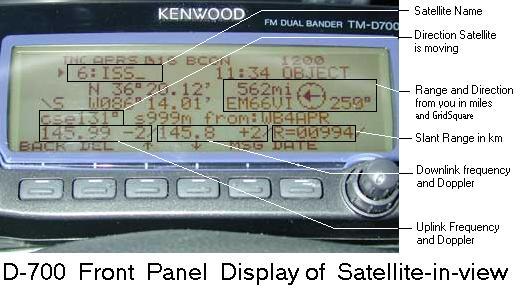 KENWOOD
FM DUAL BANDER TM-D700
TNC APRS DIS BCON 1200
6:ISS_ 11:34 OBJECT
N 36°20.12' 562mi
\S W086°14.01' EM66VI 259°
cse131° s999m from:WB4APR
145.99 -2 145.8 +2 R=00994
BACK DEL ↑ ↓ MSG DATE
Satellite Name
Direction Satellite
is moving
Range and Direction
from you in miles
and GridSquare
Slant Range in km
Downlink frequency
and Doppler
Uplink Frequency
and Doppler
D-700 Front Panel Display of Satellite-in-view